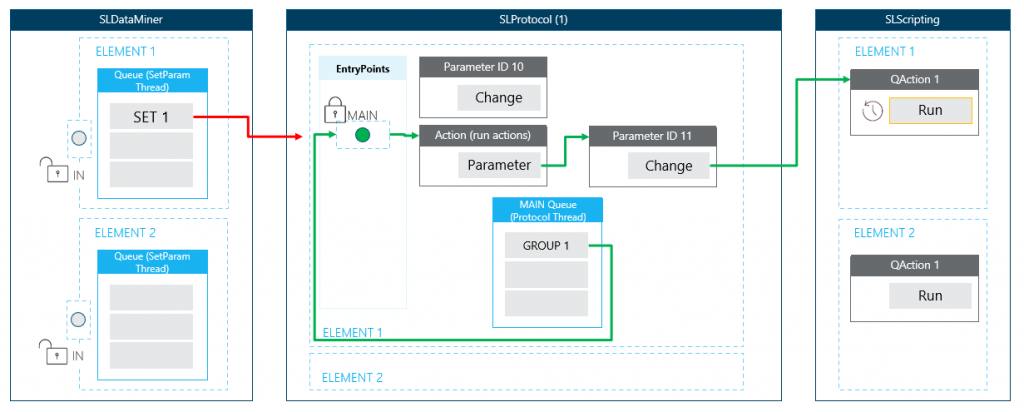 SLDataMiner
ELEMENT 1
Queue (SetParam
Thread)
SET 1
IN
ELEMENT 2
Queue (SetParam
Thread)
IN
SLProtocol (1)
EntryPoints
MAIN
Parameter ID 10
Change
Action (run actions)
Parameter
Parameter ID 11
Change
MAIN Queue
(Protocol Thread)
GROUP 1
ELEMENT 1
ELEMENT 2
SLScripting
ELEMENT 1
QAction 1
Run
ELEMENT 2
QAction 1
Run